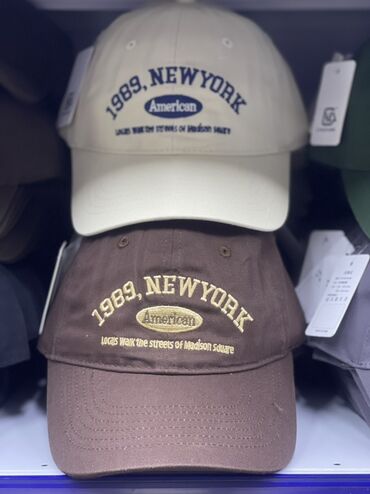 1989, NEWYORK
American
Locals Walk the streets of Madison Square
1989, NEWYORK
American
Locals Walk the streets of Madison Square